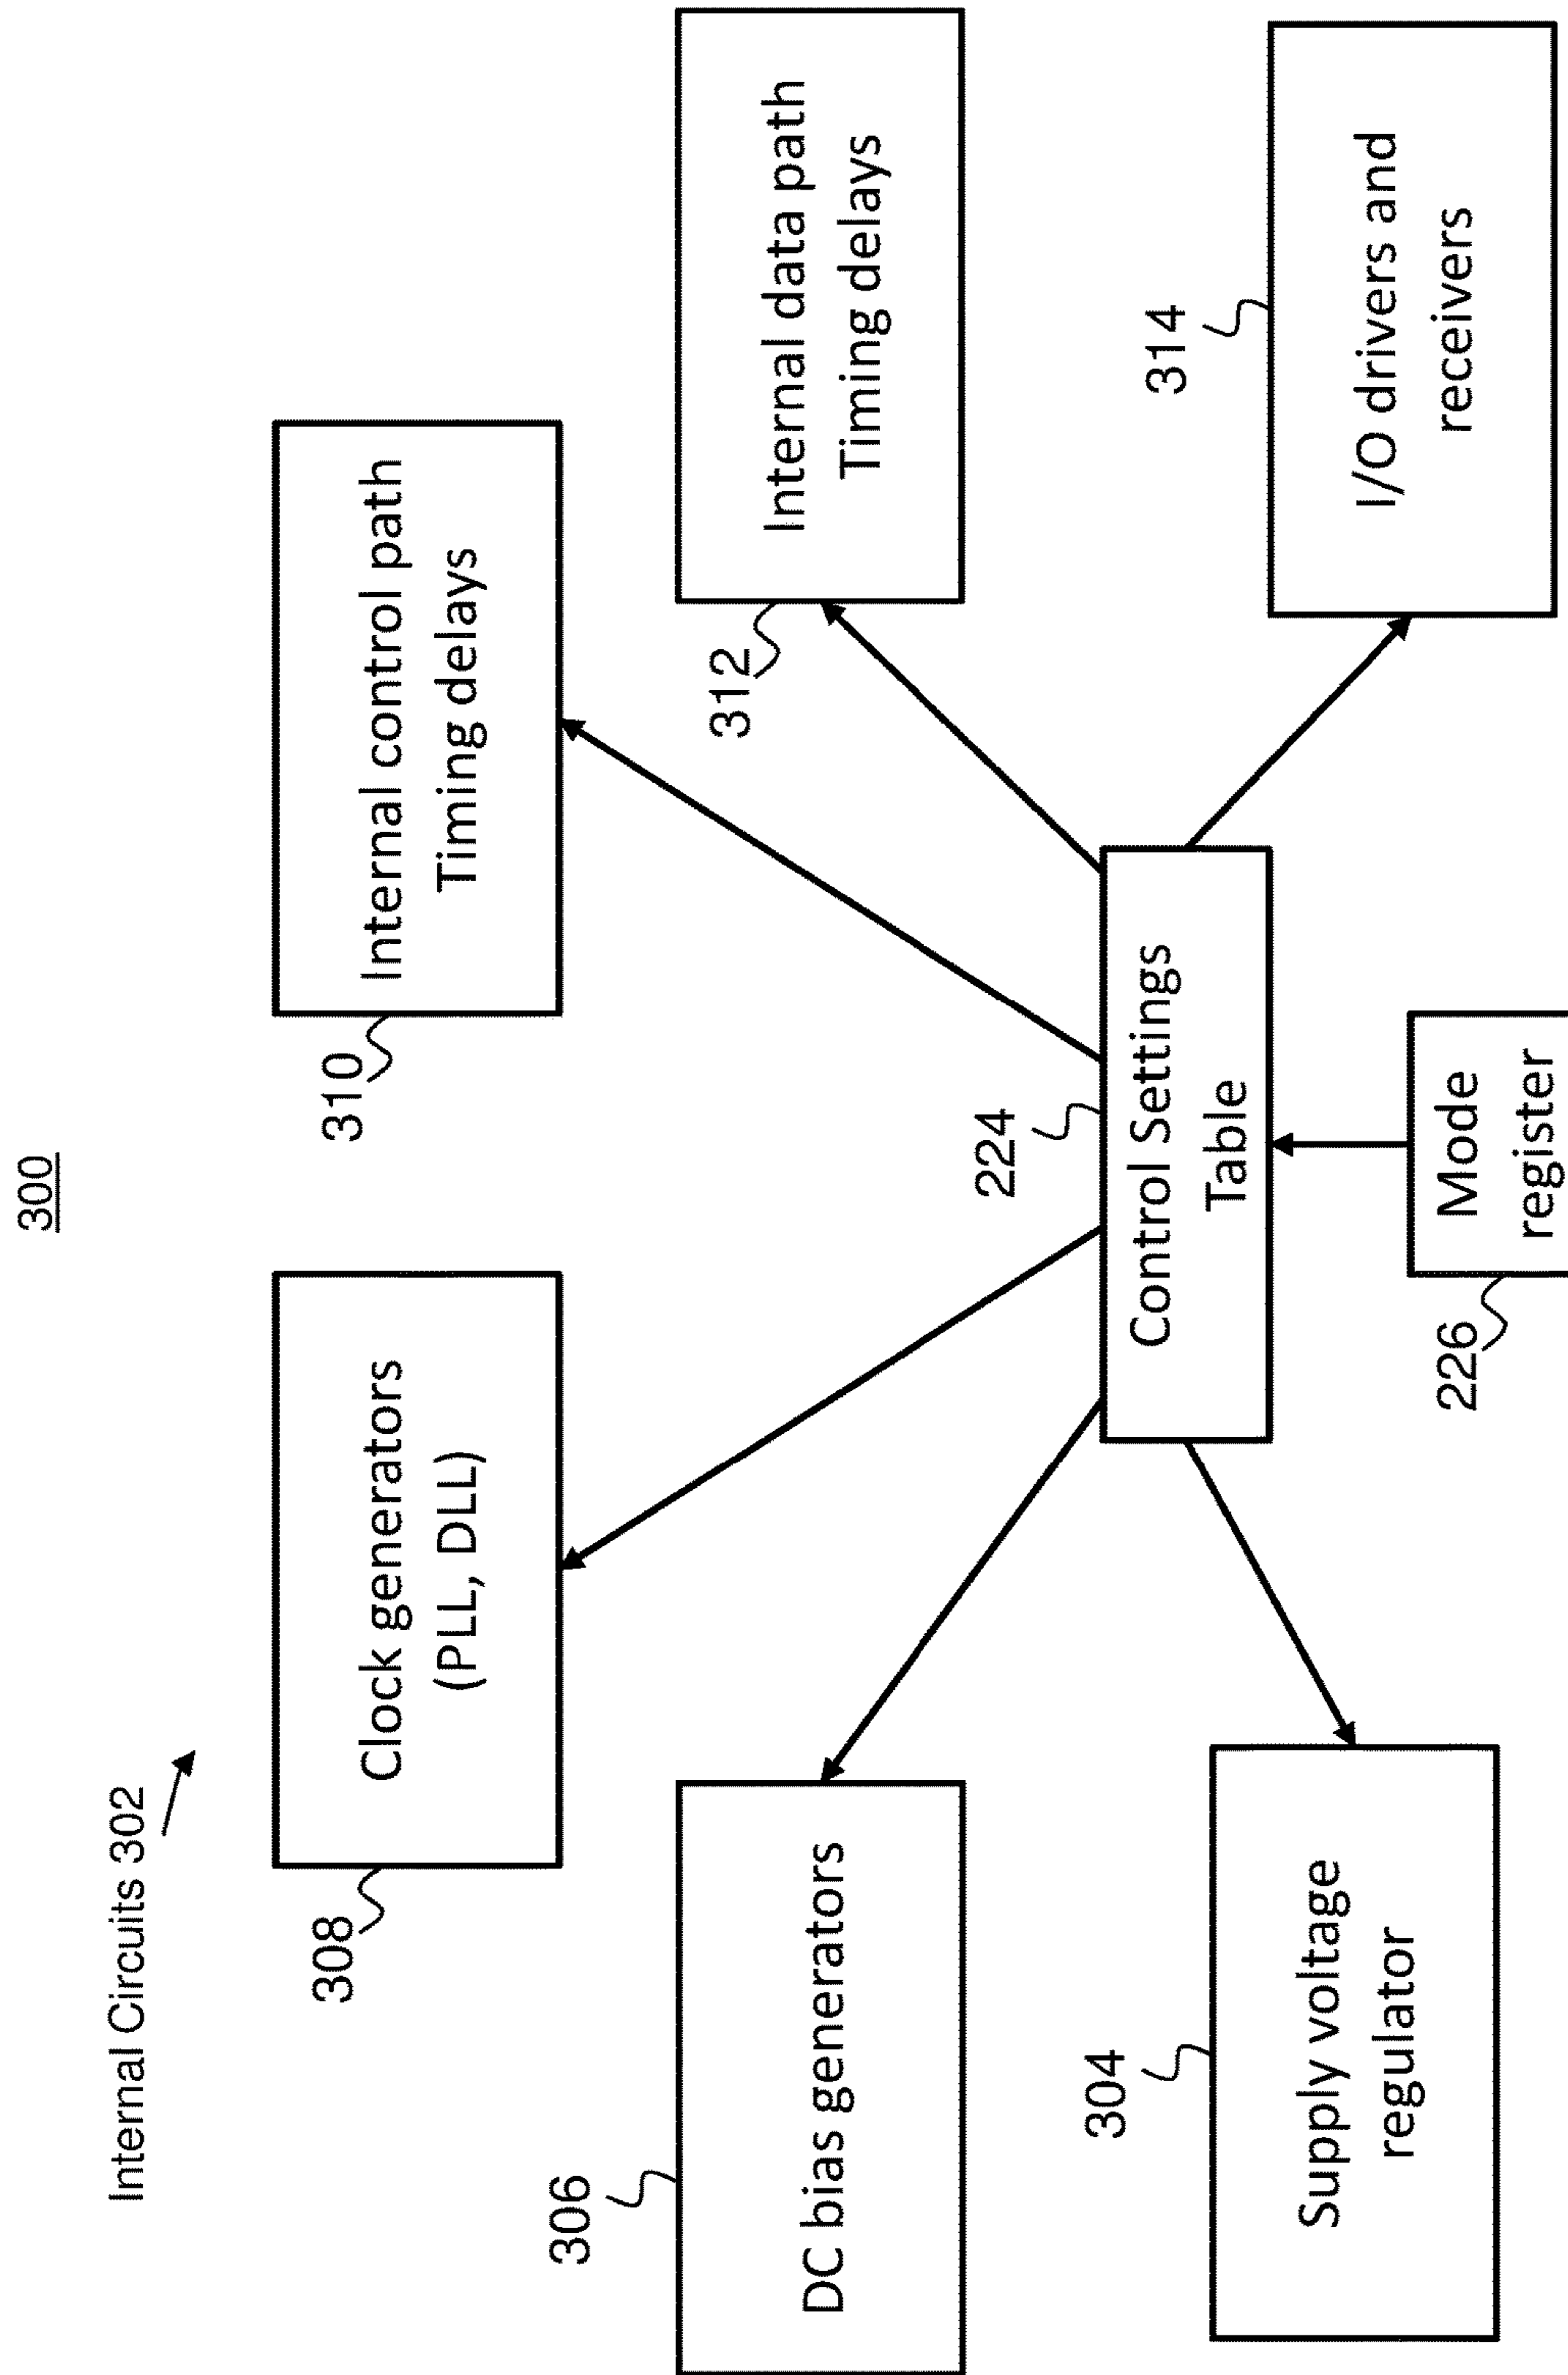 300
Internal Circuits 302
308
Clock generators
(PLL, DLL)
310
Internal control path
Timing delays
306
DC bias generators
312
Internal data path
Timing delays
304
Supply voltage
regulator
224
Control Settings
Table
314
I/O drivers and
receivers
226
Mode
register